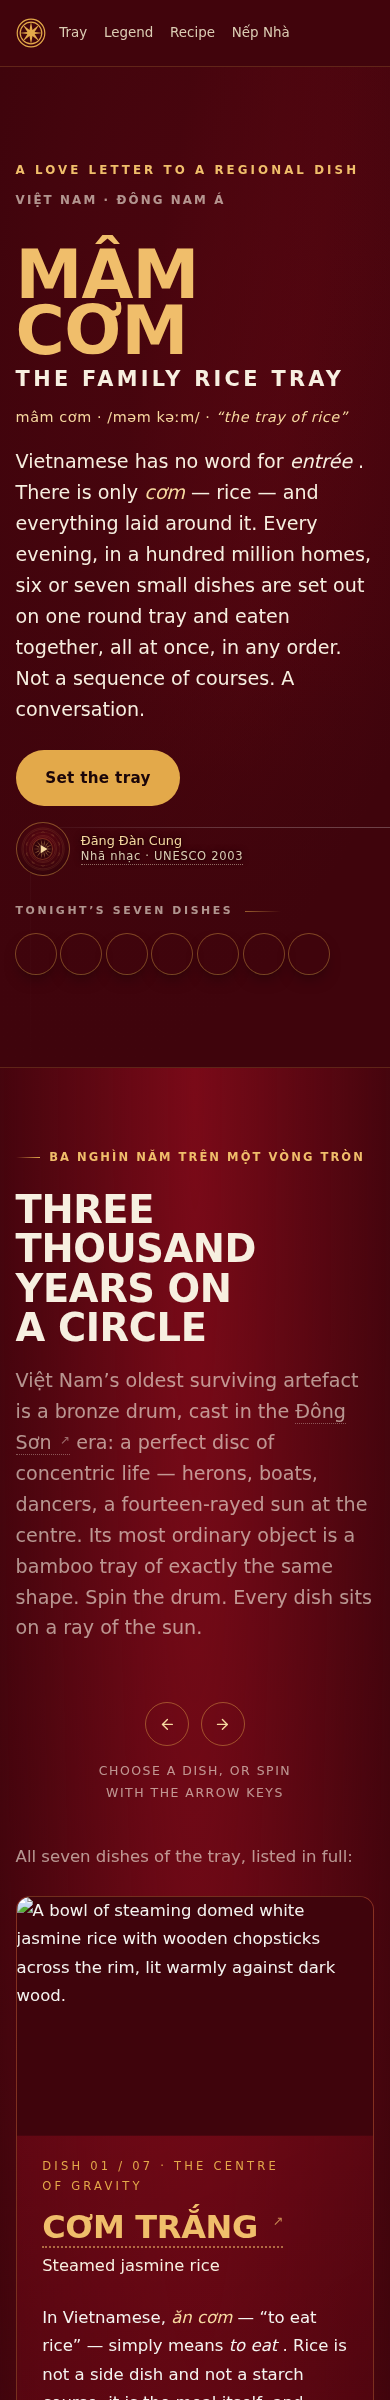 Tray Legend Recipe Nếp Nhà
A LOVE LETTER TO A REGIONAL DISH
VIỆT NAM · ĐÔNG NAM Á
MÂM
CƠM
THE FAMILY RICE TRAY
mâm cơm · /məm kəːm/ · “the tray of rice”
Vietnamese has no word for entrée .
There is only cơm — rice — and
everything laid around it. Every
evening, in a hundred million homes,
six or seven small dishes are set out
on one round tray and eaten
together, all at once, in any order.
Not a sequence of courses. A
conversation.
Set the tray
Đăng Đàn Cung
Nhã nhạc · UNESCO 2003
TONIGHT’S SEVEN DISHES
BA NGHÌN NĂM TRÊN MỘT VÒNG TRÒN
THREE
THOUSAND
YEARS ON
A CIRCLE
Việt Nam’s oldest surviving artefact
is a bronze drum, cast in the Đông
Sơn ↗ era: a perfect disc of
concentric life — herons, boats,
dancers, a fourteen-rayed sun at the
centre. Its most ordinary object is a
bamboo tray of exactly the same
shape. Spin the drum. Every dish sits
on a ray of the sun.
CHOOSE A DISH, OR SPIN
WITH THE ARROW KEYS
All seven dishes of the tray, listed in full:
A bowl of steaming domed white
jasmine rice with wooden chopsticks
across the rim, lit warmly against dark
wood.
DISH 01 / 07 · THE CENTRE
OF GRAVITY
CƠM TRẮNG ↗
Steamed jasmine rice
In Vietnamese, ăn cơm — “to eat
rice” — simply means to eat . Rice is
not a side dish and not a starch
course, it is the meal itself, and